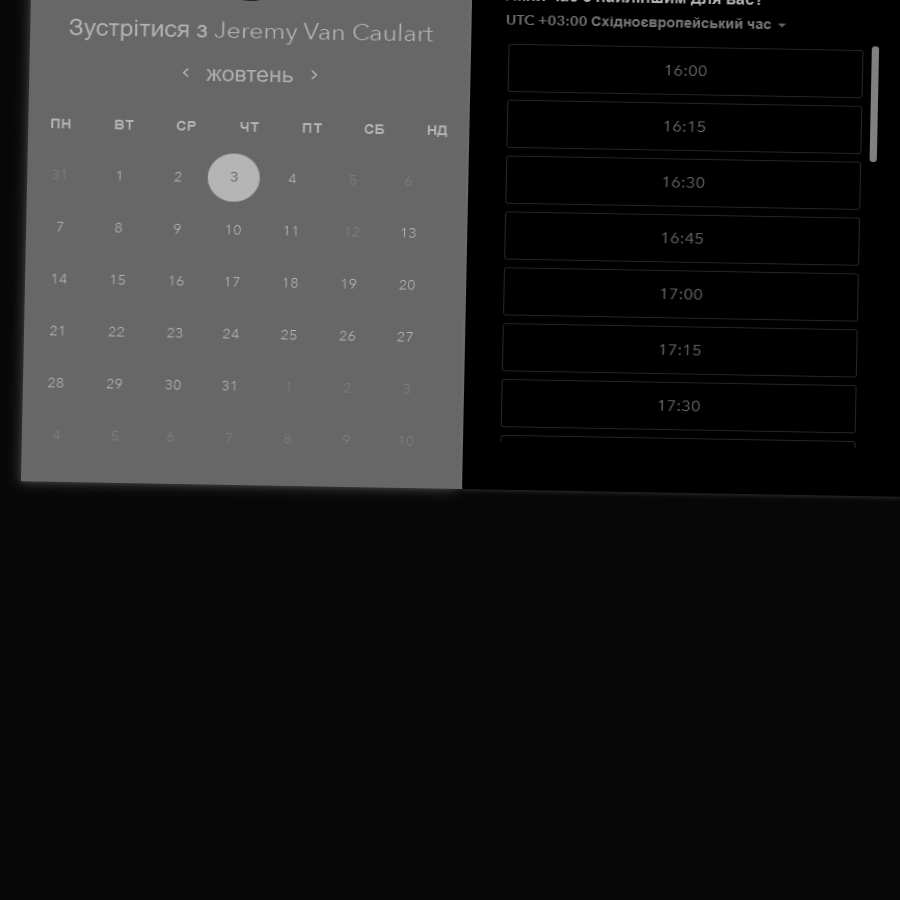 Зустрітися з Jeremy Van Caulart
жовтень
ПН ВТ СР ЧТ ПТ СБ НД
31 1 2 3 4 5 6
7 8 9 10 11 12 13
14 15 16 17 18 19 20
21 22 23 24 25 26 27
28 29 30 31 1 2 3
4 5 6 7 8 9 10
для вас?
UTC +03:00 Східноєвропейський час
16:00
16:15
16:30
16:45
17:00
17:15
17:30